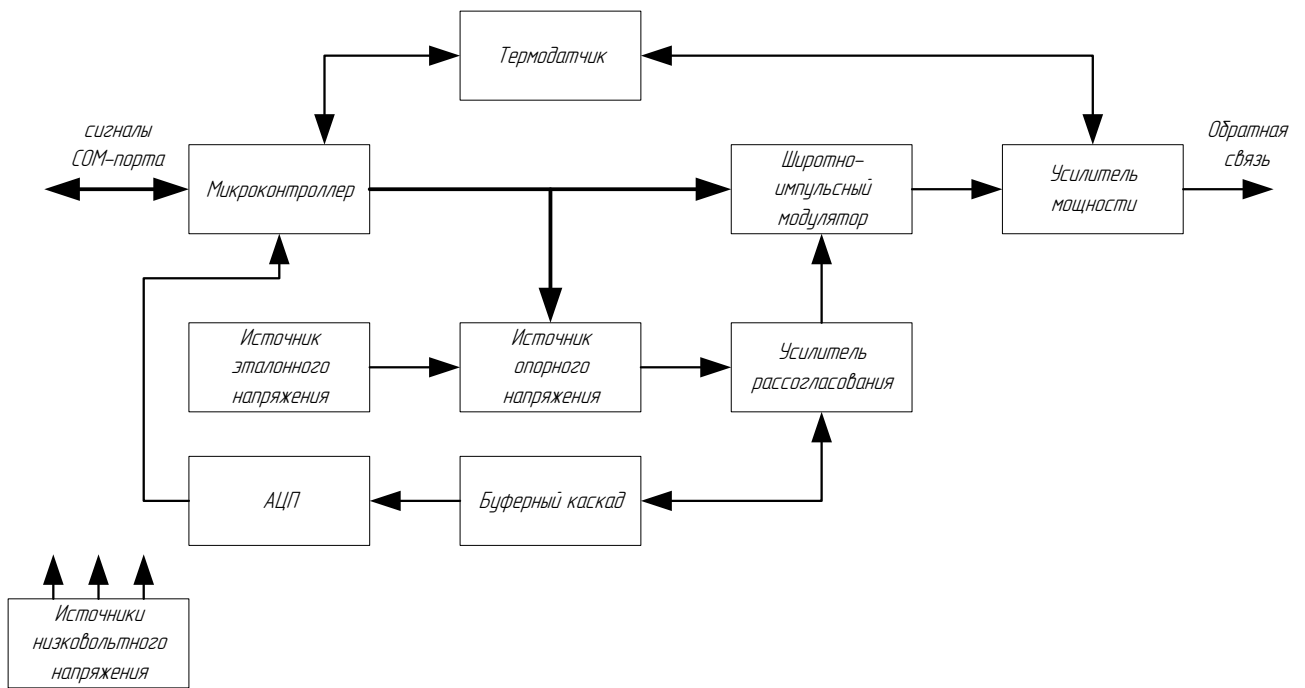 Термодатчик
сигналы
COM-порта
Микроконтроллер
Широтно-
импульсный
модулятор
Усилитель
мощности
Обратная
связь
Источник
эталонного
напряжения
Источник
опорного
напряжения
Усилитель
рассогласования
АЦП
Буферный каскад
Источники
низковольтного
напряжения